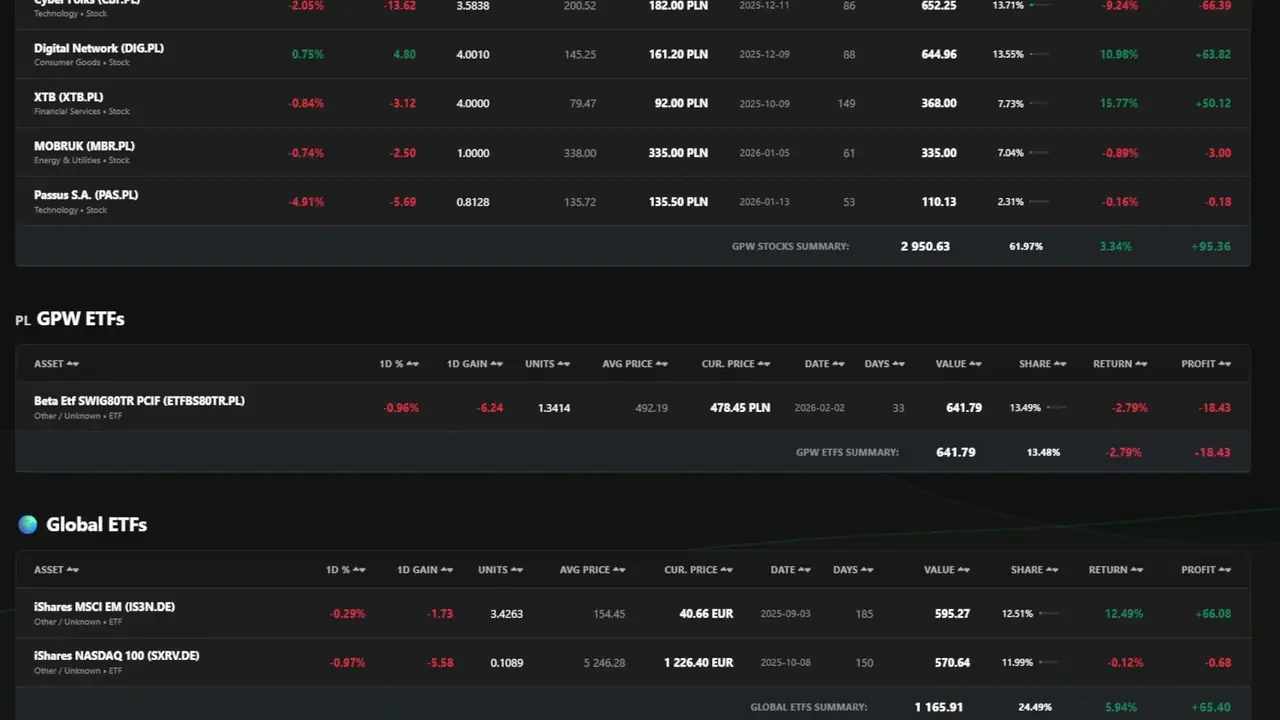 Cyber Folks (CBF.PL) -2.05% -13.62 3.5838 200.52 182.00 PLN 2025-12-11 86 652.25 13.71% -9.24% -66.39
Technology • Stock
Digital Network (DIG.PL) 0.75% 4.80 4.0010 145.25 161.20 PLN 2025-12-09 88 644.96 13.55% 10.98% +63.82
Consumer Goods • Stock
XTB (XTB.PL) -0.84% -3.12 4.0000 79.47 92.00 PLN 2025-10-09 149 368.00 7.73% 15.77% +50.12
Financial Services • Stock
MOBRUK (MBR.PL) -0.74% -2.50 1.0000 338.00 335.00 PLN 2026-01-05 61 335.00 7.04% -0.89% -3.00
Energy & Utilities • Stock
Passus S.A. (PAS.PL) -4.91% -5.69 0.8128 135.72 135.50 PLN 2026-01-13 53 110.13 2.31% -0.16% -0.18
Technology • Stock
GPW STOCKS SUMMARY: 2 950.63 61.97% 3.34% +95.36
PL GPW ETFs
ASSET 1D % 1D GAIN UNITS AVG PRICE CUR. PRICE DATE DAYS VALUE SHARE RETURN PROFIT
Beta Etf SWIG80TR PCIF (ETFBS80TR.PL) -0.96% -6.24 1.3414 492.19 478.45 PLN 2026-02-02 33 641.79 13.49% -2.79% -18.43
Other / Unknown • ETF
GPW ETFS SUMMARY: 641.79 13.48% -2.79% -18.43
Global ETFs
ASSET 1D % 1D GAIN UNITS AVG PRICE CUR. PRICE DATE DAYS VALUE SHARE RETURN PROFIT
iShares MSCI EM (IS3N.DE) -0.29% -1.73 3.4263 154.45 40.66 EUR 2025-09-03 185 595.27 12.51% 12.49% +66.08
Other / Unknown • ETF
iShares NASDAQ 100 (SXRV.DE) -0.97% -5.58 0.1089 5 246.28 1 226.40 EUR 2025-10-08 150 570.64 11.99% -0.12% -0.68
Other / Unknown • ETF
GLOBAL ETFS SUMMARY: 1 165.91 24.49% 5.94% +65.40